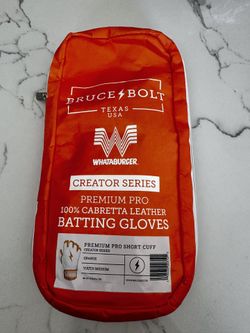 BRUCE BOLT
TEXAS
USA
WHATABURGER
CREATOR SERIES
PREMIUM PRO
100% CABRETTA LEATHER
BATTING GLOVES
PREMIUM PRO SHORT CUFF
CREATOR SERIES
ORANGE
YOUTH MEDIUM